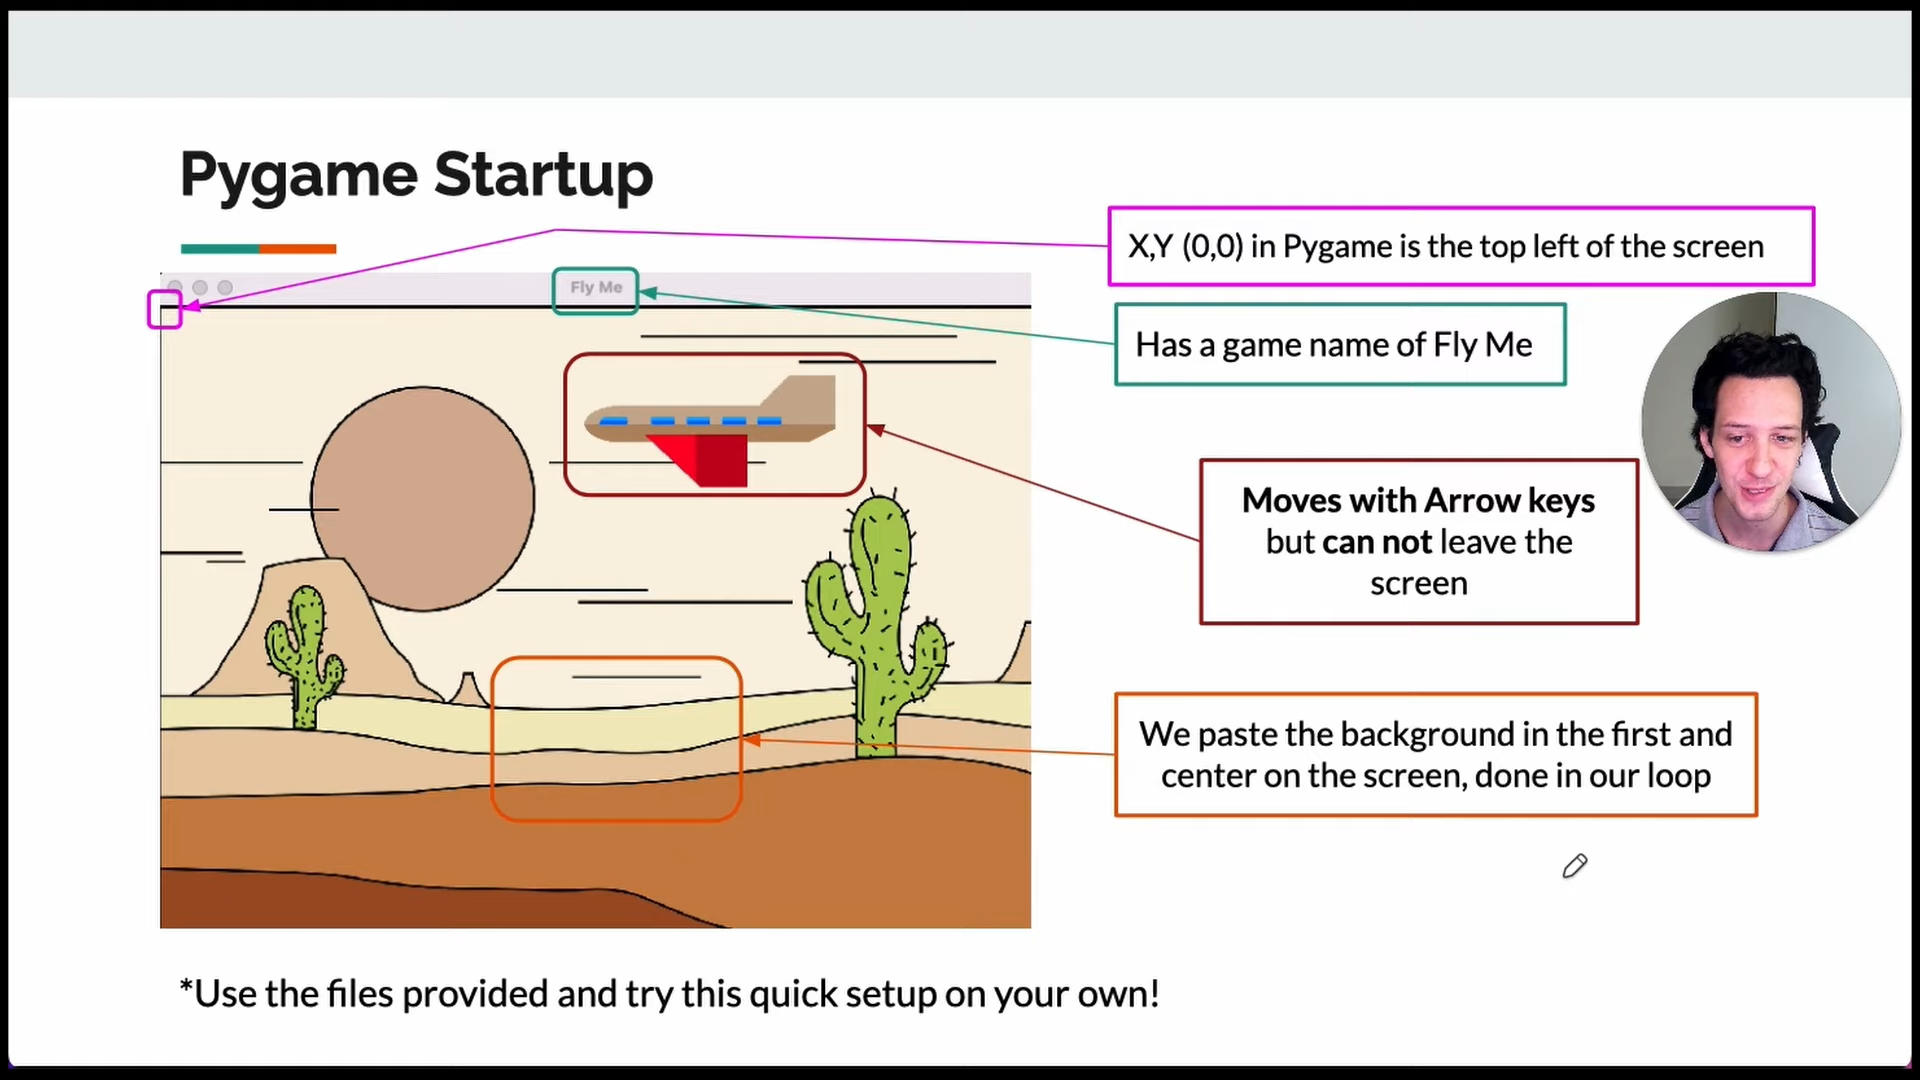 Pygame Startup
X,Y (0,0) in Pygame is the top left of the screen
Fly Me
Has a game name of Fly Me
Moves with Arrow keys
but can not leave the
screen
We paste the background in the first and
center on the screen, done in our loop
*Use the files provided and try this quick setup on your own!